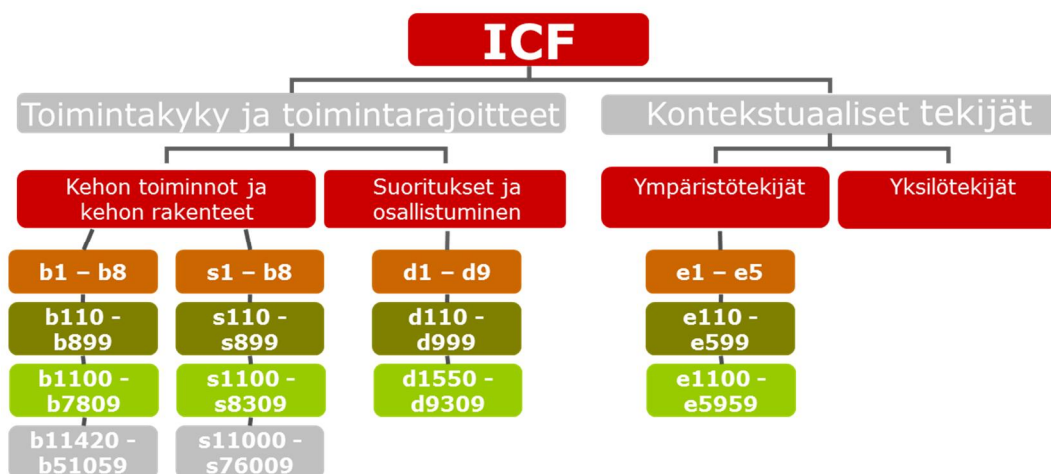 ICF
Toimintakyky ja toimintarajoitteet
Kontekstuaaliset tekijät
Kehon toiminnot ja
kehon rakenteet
Suoritukset ja
osallistuminen
Ympäristötekijät
Yksilötekijät
b1 – b8
s1 – b8
d1 – d9
e1 – e5
b110 -
b899
s110 -
s899
d110 -
d999
e110 -
e599
b1100 -
b7809
s1100 -
s8309
d1550 -
d9309
e1100 -
e5959
b11420 -
b51059
s11000 -
s76009